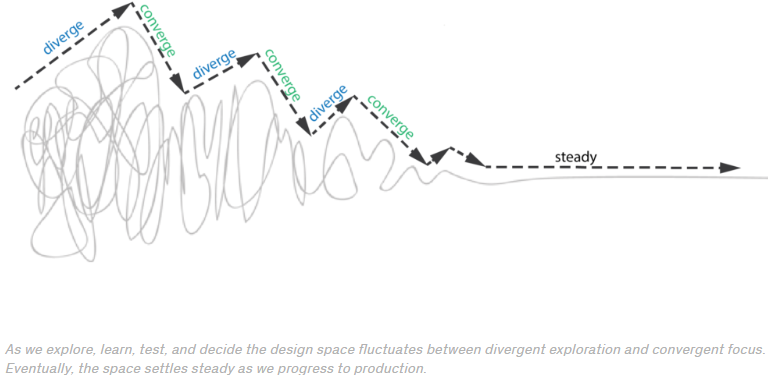 diverge
converge
diverge
converge
diverge
converge
steady
As we explore, learn, test, and decide the design space fluctuates between divergent exploration and convergent focus.
Eventually, the space settles steady as we progress to production.